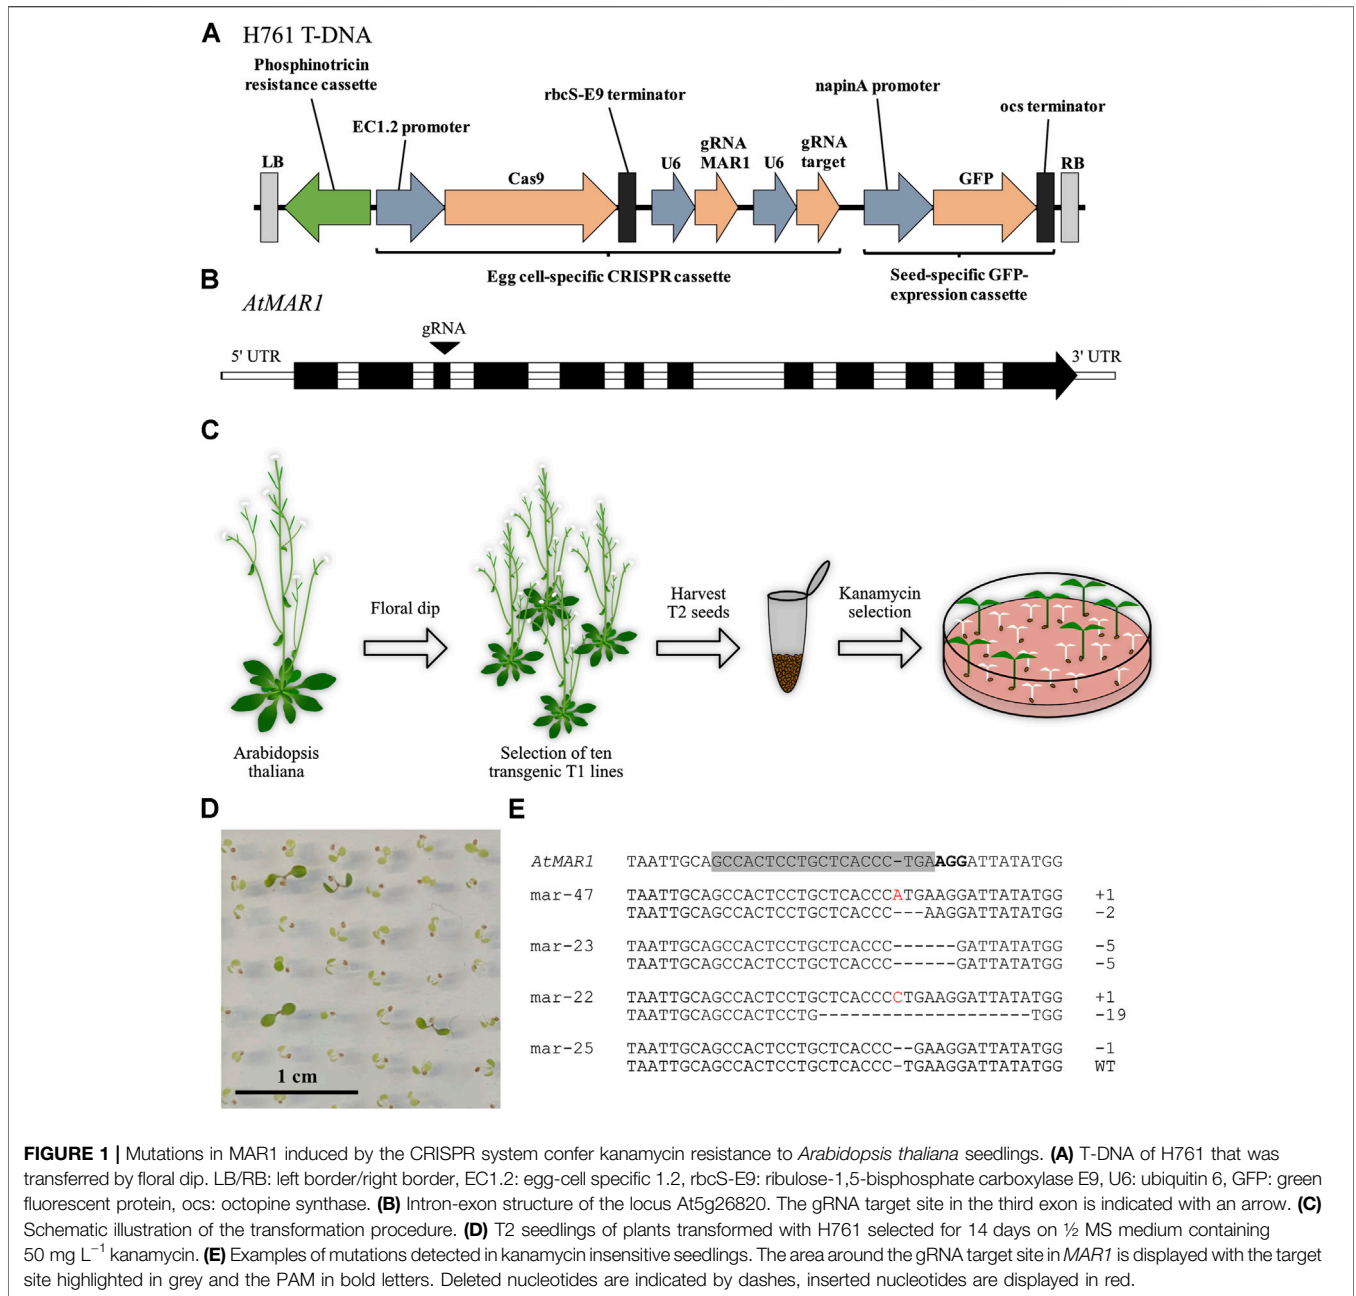 A H761 T-DNA
Phosphinotricin
resistance cassette
EC1.2 promoter
rbcS-E9 terminator
napinA promoter
ocs terminator
LB
Cas9
U6
gRNA
MAR1
U6
gRNA
target
GFP
RB
Egg cell-specific CRISPR cassette
Seed-specific GFP-
expression cassette
B
AtMAR1
gRNA
5' UTR
3' UTR
C
Floral dip
Harvest
T2 seeds
Kanamycin
selection
Arabidopsis
thaliana
Selection of ten
transgenic T1 lines
D
1 cm
E
AtMAR1 TAATTGCAGCCACTCCTGCTCACCC-TGAAGGATTATATGG
mar-47 TAATTGCAGCCACTCCTGCTCACCCATGAAGGATTATATGG +1
TAATTGCAGCCACTCCTGCTCACCC---AAGGATTATATGG -2
mar-23 TAATTGCAGCCACTCCTGCTCACCC------GATTATATGG -5
TAATTGCAGCCACTCCTGCTCACCC------GATTATATGG -5
mar-22 TAATTGCAGCCACTCCTGCTCACCCCTGAAGGATTATATGG +1
TAATTGCAGCCACTCCTG--------------------TGG -19
mar-25 TAATTGCAGCCACTCCTGCTCACCC--GAAGGATTATATGG -1
TAATTGCAGCCACTCCTGCTCACCC-TGAAGGATTATATGG WT
FIGURE 1 | Mutations in MAR1 induced by the CRISPR system confer kanamycin resistance to Arabidopsis thaliana seedlings. (A) T-DNA of H761 that was
transferred by floral dip. LB/RB: left border/right border, EC1.2: egg-cell specific 1.2, rbcS-E9: ribulose-1,5-bisphosphate carboxylase E9, U6: ubiquitin 6, GFP: green
fluorescent protein, ocs: octopine synthase. (B) Intron-exon structure of the locus At5g26820. The gRNA target site in the third exon is indicated with an arrow. (C)
Schematic illustration of the transformation procedure. (D) T2 seedlings of plants transformed with H761 selected for 14 days on ½ MS medium containing
50 mg L⁻¹ kanamycin. (E) Examples of mutations detected in kanamycin insensitive seedlings. The area around the gRNA target site in MAR1 is displayed with the target
site highlighted in grey and the PAM in bold letters. Deleted nucleotides are indicated by dashes, inserted nucleotides are displayed in red.